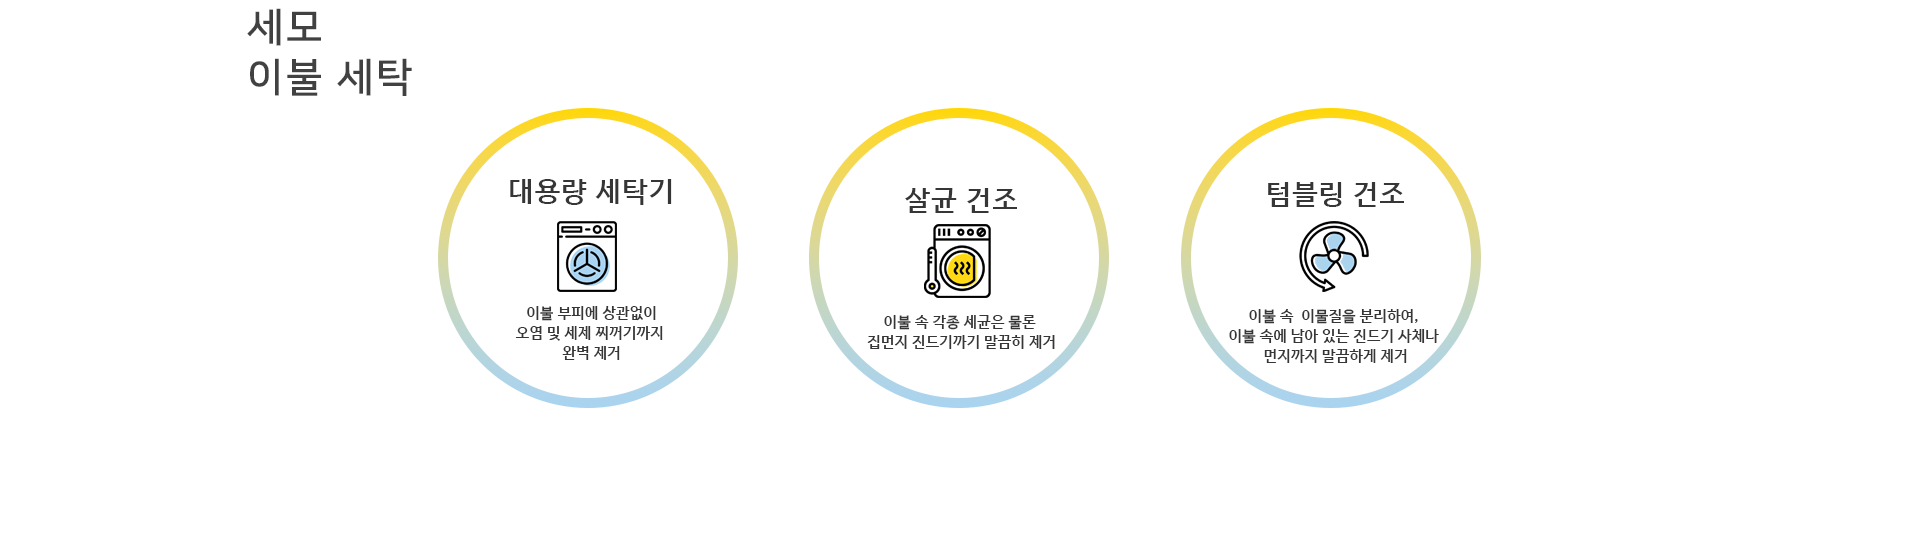 세모
이불 세탁
대용량 세탁기
이불 부피에 상관없이
오염 및 세제 찌꺼기까지
완벽 제거
살균 건조
이불 속 각종 세균은 물론
집먼지 진드기까기 말끔히 제거
텀블링 건조
이불 속 이물질을 분리하여,
이불 속에 남아 있는 진드기 사체나
먼지까지 말끔하게 제거